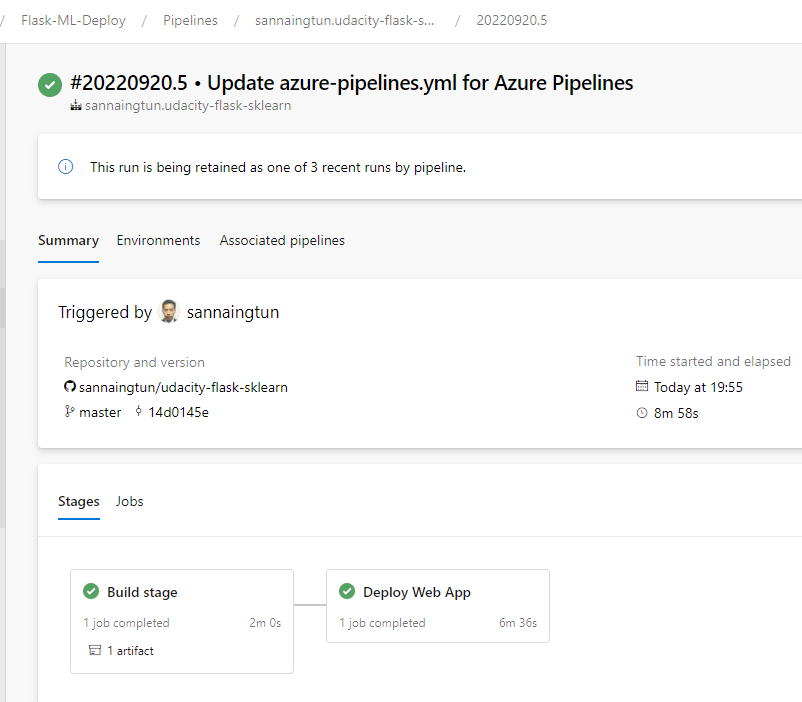 / Flask-ML-Deploy / Pipelines / sannaingtun.udacity-flask-s... / 20220920.5
#20220920.5 • Update azure-pipelines.yml for Azure Pipelines
sannaingtun.udacity-flask-sklearn
This run is being retained as one of 3 recent runs by pipeline.
Summary Environments Associated pipelines
Triggered by sannaingtun
Repository and version
sannaingtun/udacity-flask-sklearn
master 14d0145e
Time started and elapsed
Today at 19:55
8m 58s
Stages Jobs
Build stage
1 job completed 2m 0s
1 artifact
Deploy Web App
1 job completed 6m 36s